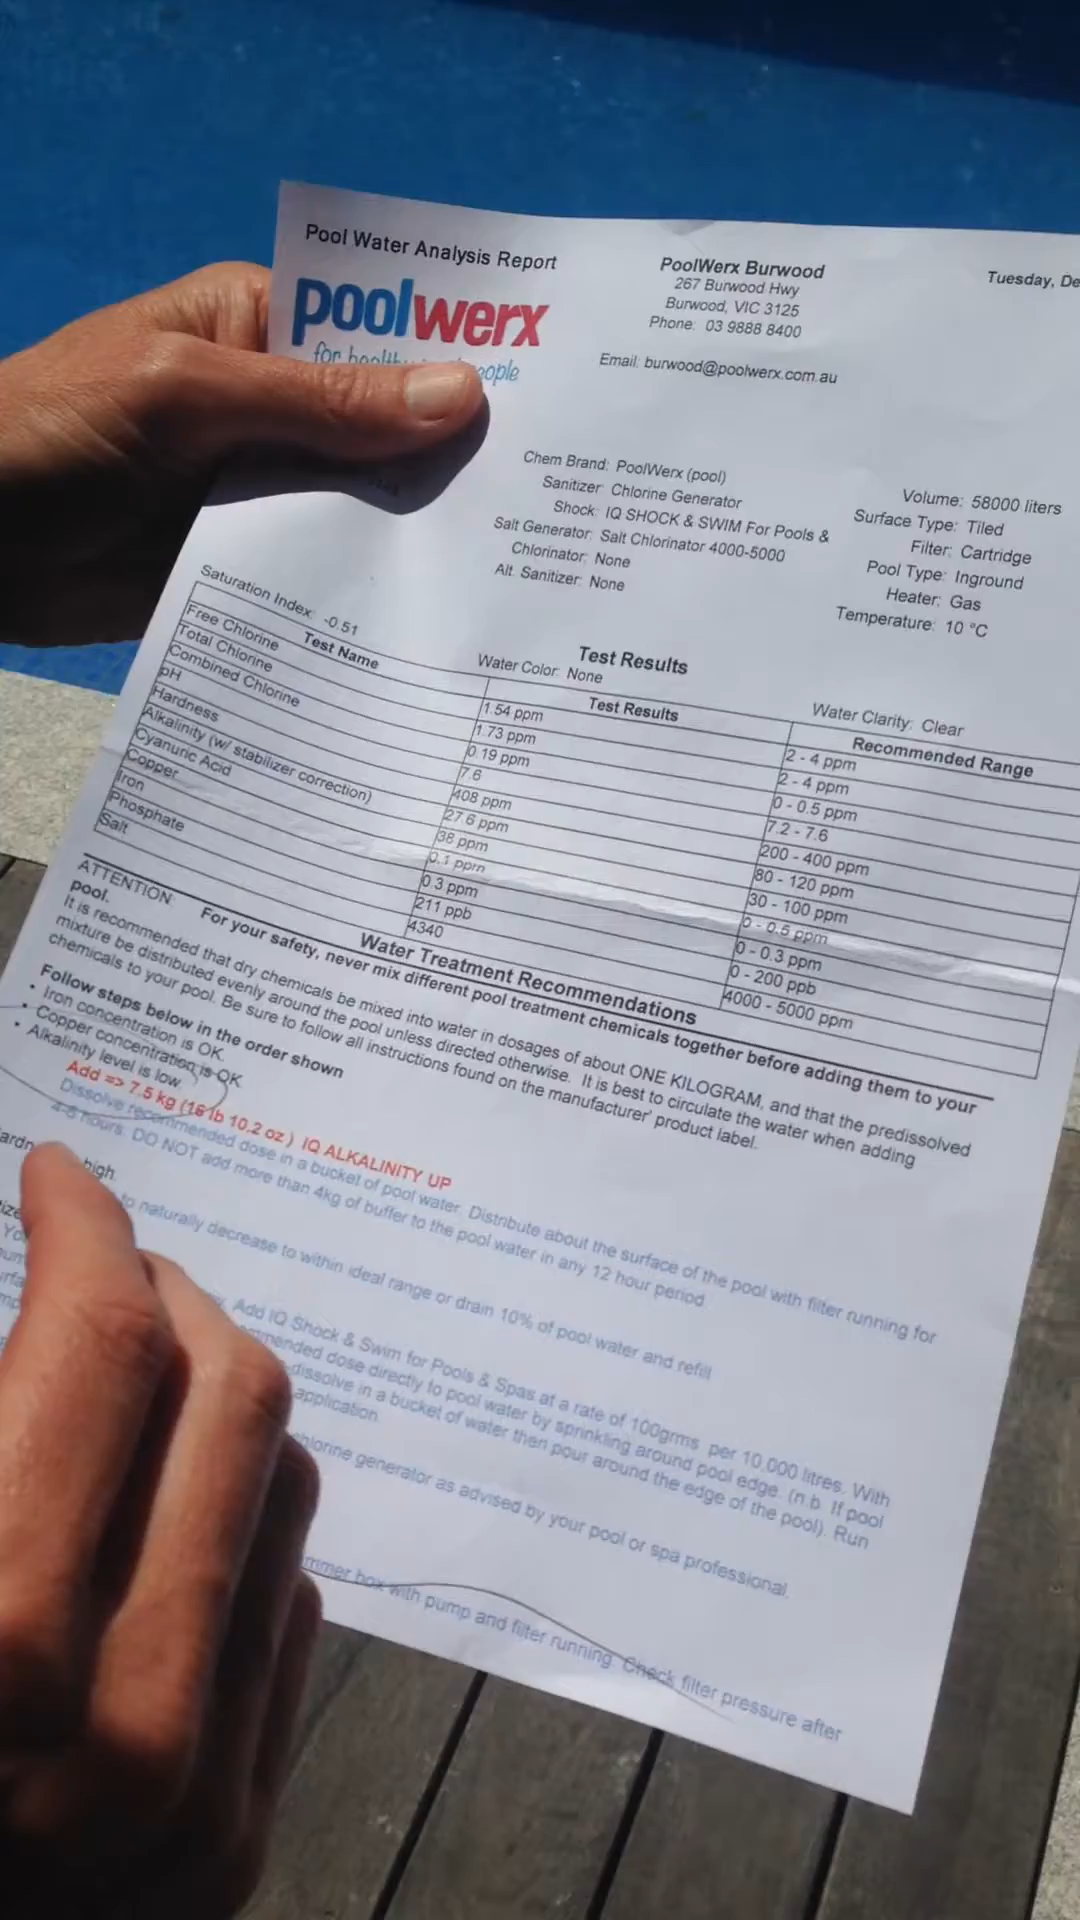 Pool Water Analysis Report
poolwerx
for
PoolWerx Burwood
267 Burwood Hwy
Burwood, VIC 3125
Phone: 03 9888 8400
Email: burwood@poolwerx.com.au
Tuesday, De
Chem Brand: PoolWerx (pool)
Sanitizer: Chlorine Generator
Shock: IQ SHOCK & SWIM For Pools &
Salt Generator: Salt Chlorinator 4000-5000
Chlorinator: None
Alt. Sanitizer: None
Volume: 58000 liters
Surface Type: Tiled
Filter: Cartridge
Pool Type: Inground
Heater: Gas
Temperature: 10 °C
Test Results
Saturation Index: -0.51
Water Color: None
Water Clarity: Clear
Test Name Test Results Recommended Range
Free Chlorine 1.54 ppm 2 - 4 ppm
Total Chlorine 1.73 ppm 2 - 4 ppm
Combined Chlorine 0.19 ppm 0 - 0.5 ppm
pH 7.6 7.2 - 7.6
Hardness 408 ppm 200 - 400 ppm
Alkalinity (w/ stabilizer correction) 27.6 ppm 80 - 120 ppm
Cyanuric Acid 38 ppm 30 - 100 ppm
Copper 0.1 ppm 0 - 0.5 ppm
Iron 0.3 ppm 0 - 0.3 ppm
Phosphate 211 ppb 0 - 200 ppb
Salt 4340 4000 - 5000 ppm
Water Treatment Recommendations
ATTENTION: For your safety, never mix different pool treatment chemicals together before adding them to your
pool.
It is recommended that dry chemicals be mixed into water in dosages of about ONE KILOGRAM, and that the predissolved
mixture be distributed evenly around the pool unless directed otherwise. It is best to circulate the water when adding
chemicals to your pool. Be sure to follow all instructions found on the manufacturer' product label.
Follow steps below in the order shown
• Iron concentration is OK.
• Copper concentration is OK
• Alkalinity level is low
Add => 7.5 kg (16 lb 10.2 oz ) IQ ALKALINITY UP
Dissolve recommended dose in a bucket of pool water. Distribute about the surface of the pool with filter running for
4-6 hours. DO NOT add more than 4kg of buffer to the pool water in any 12 hour period.
high.
to naturally decrease to within ideal range or drain 10% of pool water and refill
Add IQ Shock & Swim for Pools & Spas at a rate of 100grms per 10,000 litres. With
dose directly to pool water by sprinkling around pool edge. (n.b. If pool
dissolve in a bucket of water then pour around the edge of the pool). Run
application.
chlorine generator as advised by your pool or spa professional.
box with pump and filter running. Check filter pressure after